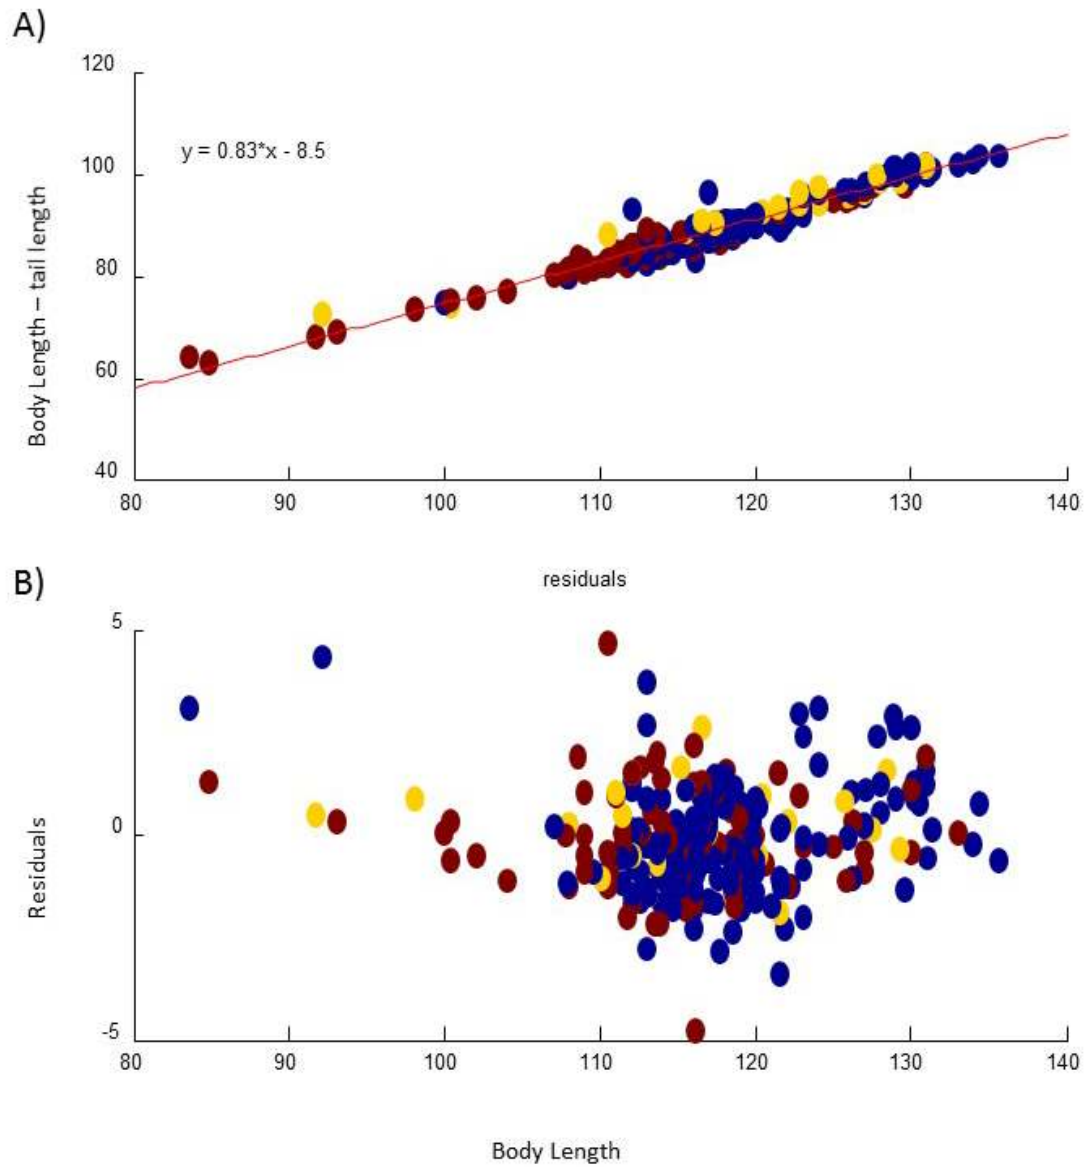 A)
120
y = 0.83*x - 8.5
100
80
60
40
Body Length – tail length
80 90 100 110 120 130 140
B)
residuals
5
0
-5
Residuals
80 90 100 110 120 130 140
Body Length